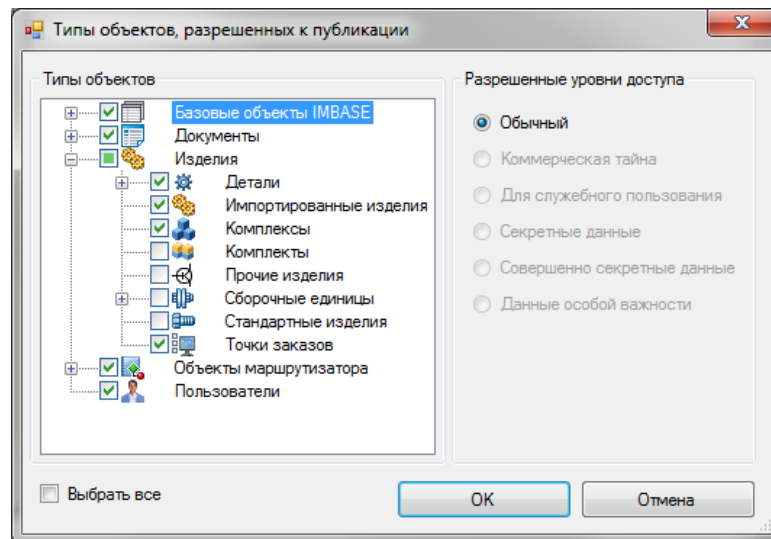 Типы объектов, разрешенных к публикации
Типы объектов
Базовые объекты IMBASE
Документы
Изделия
Детали
Импортированные изделия
Комплексы
Комплекты
Прочие изделия
Сборочные единицы
Стандартные изделия
Точки заказов
Объекты маршрутизатора
Пользователи
Разрешенные уровни доступа
Обычный
Коммерческая тайна
Для служебного пользования
Секретные данные
Совершенно секретные данные
Данные особой важности
Выбрать все
OK
Отмена